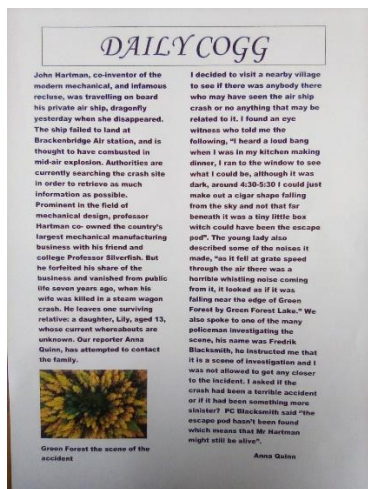 DAILY COGG
John Hartman, co-inventor of the
modern mechanical, and infamous
recluse, was travelling on board
his private air ship, dragonfly
yesterday when she disappeared.
The ship failed to land at
Brackenbridge Air station, and is
thought to have combusted in
mid-air explosion. Authorities are
currently searching the crash site
in order to retrieve as much
information as possible.
Prominent in the field of
mechanical design, professor
Hartman co- owned the country's
largest mechanical manufacturing
business with his friend and
college Professor Silverfish. But
he forfeited his share of the
business and vanished from public
life seven years ago, when his
wife was killed in a steam wagon
crash. He leaves one surviving
relative: a daughter, Lily, aged 13,
whose current whereabouts are
unknown. Our reporter Anna
Quinn, has attempted to contact
the family.
Green Forest the scene of the
accident
I decided to visit a nearby village
to see if there was anybody there
who may have seen the air ship
crash or no anything that may be
related to it. I found an eye
witness who told me the
following, "I heard a loud bang
when I was in my kitchen making
dinner, I ran to the window to see
what I could be, although it was
dark, around 4:30-5:30 I could just
make out a cigar shape falling
from the sky and not that far
beneath it was a tiny little box
witch could have been the escape
pod". The young lady also
described some of the noises it
made, "as it fell at grate speed
through the air there was a
horrible whistling noise coming
from it, it looked as if it was
falling near the edge of Green
Forest by Green Forest Lake." We
also spoke to one of the many
policeman investigating the
scene, his name was Fredrik
Blacksmith, he instructed me that
it is a scene of investigation and I
was not allowed to get any closer
to the incident. I asked if the
crash had been a terrible accident
or if it had been something more
sinister? PC Blacksmith said "the
escape pod hasn't been found
which means that Mr Hartman
might still be alive".
Anna Quinn